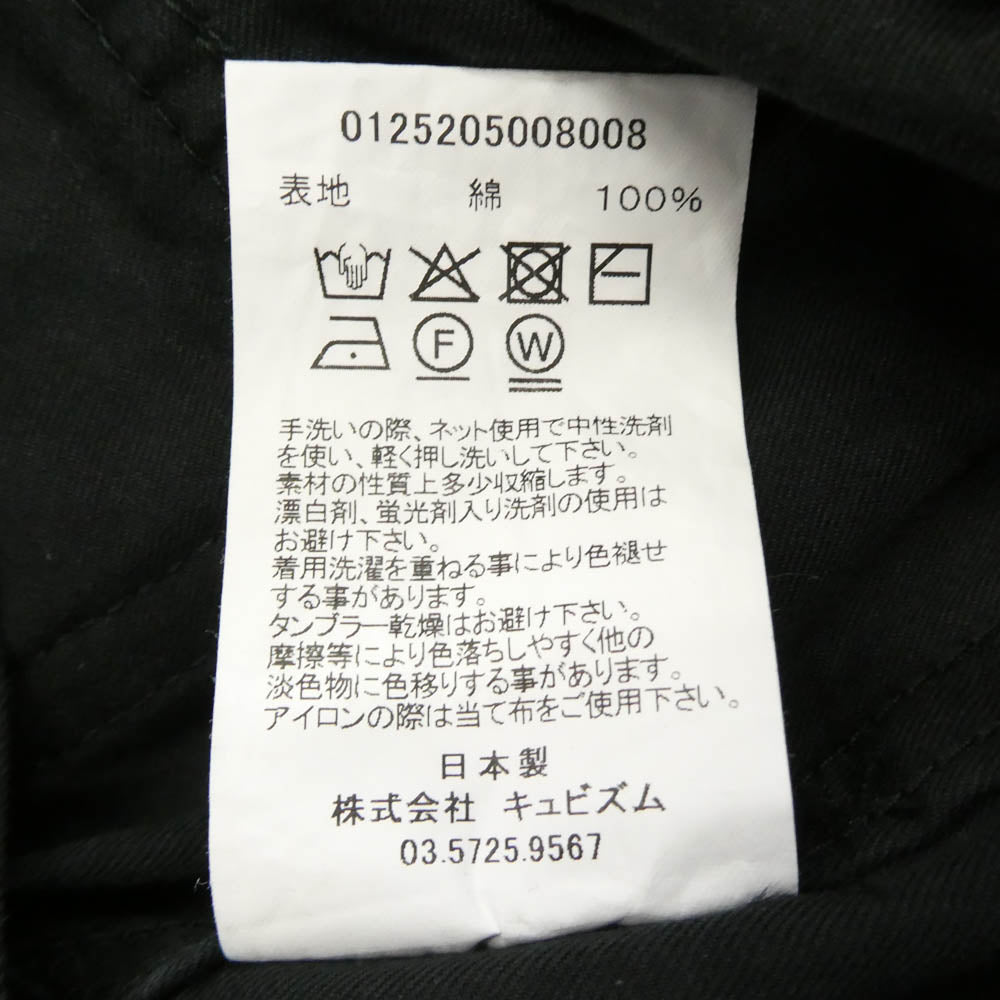 0125205008008
表地 綿 100%
F W
手洗いの際、ネット使用で中性洗剤
を使い、軽く押し洗いして下さい。
素材の性質上多少収縮します。
漂白剤、蛍光剤入り洗剤の使用は
お避け下さい。
着用洗濯を重ねる事により色褪せ
する事があります。
タンブラー乾燥はお避け下さい。
摩擦等により色落ちしやすく他の
淡色物に色移りする事があります。
アイロンの際は当て布をご使用下さい。
日本製
株式会社 キュビズム
03.5725.9567